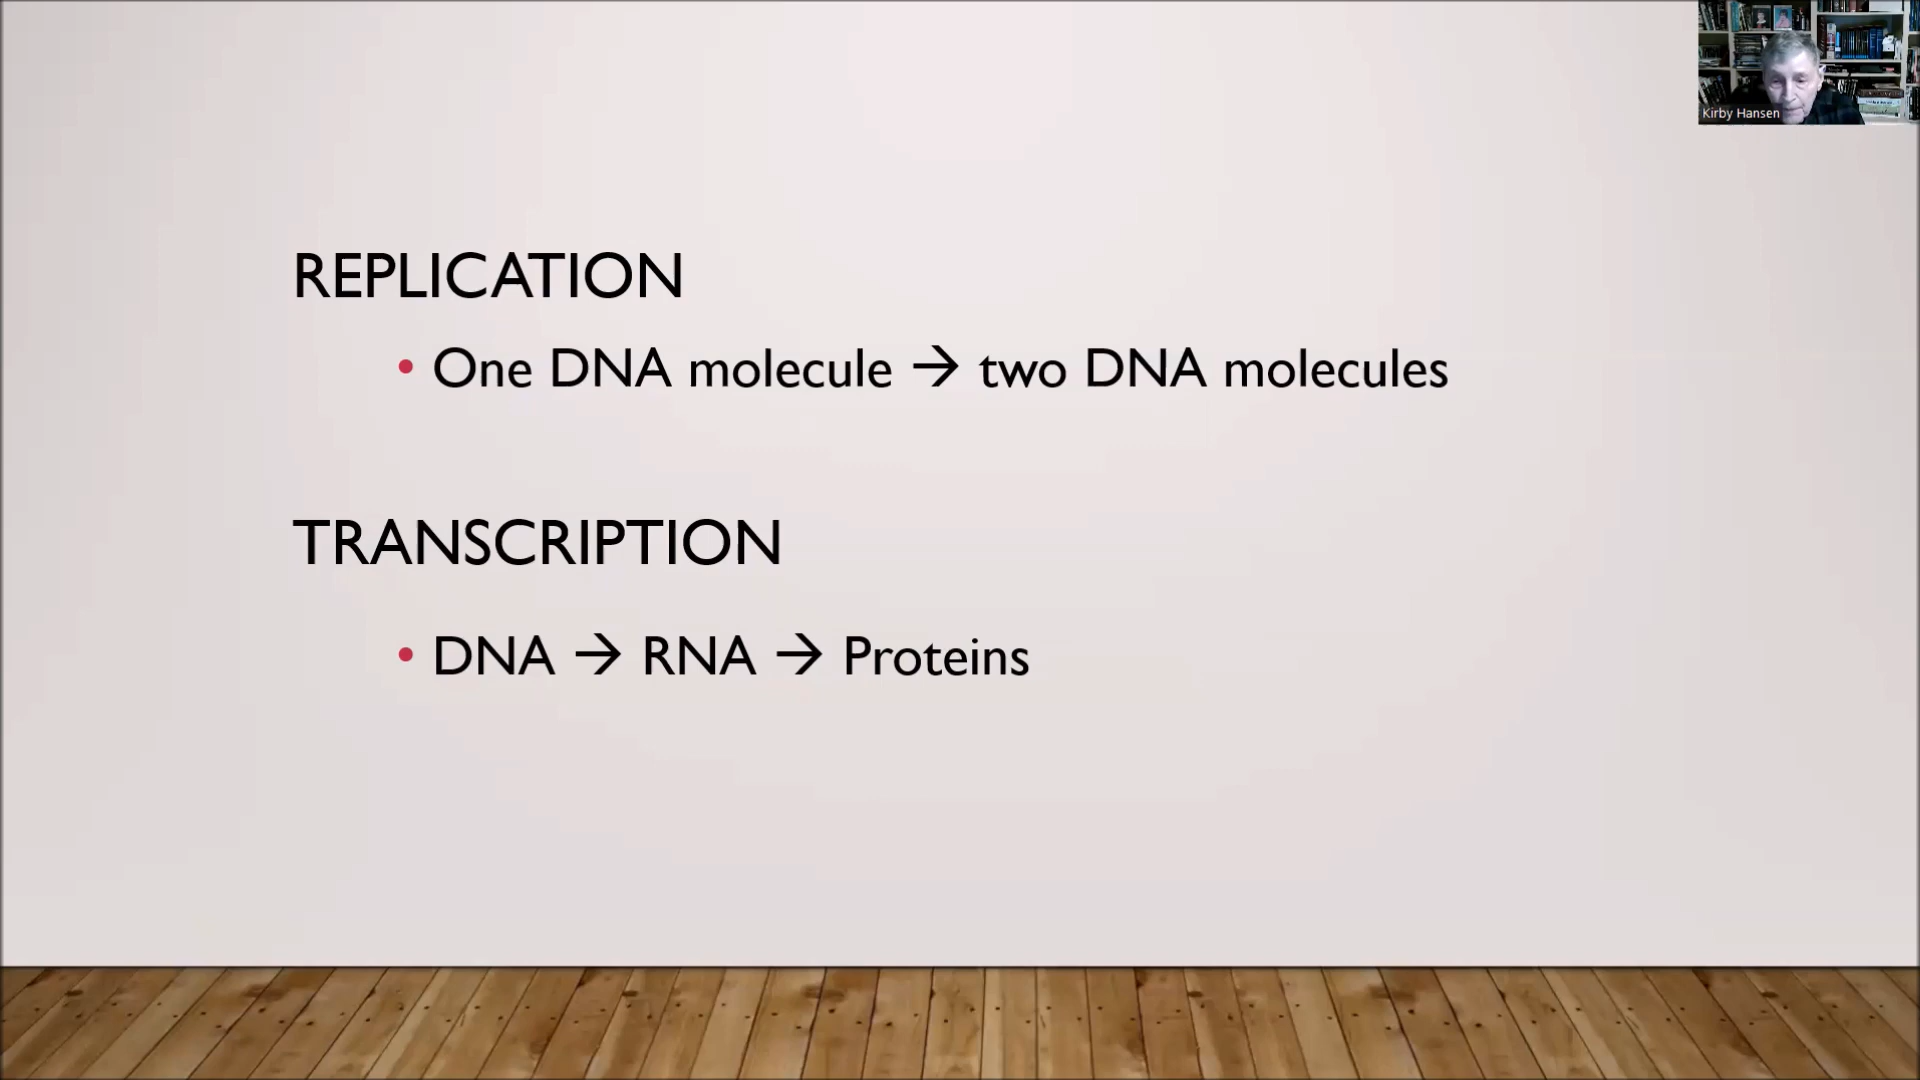 Kirby Hansen
REPLICATION
• One DNA molecule → two DNA molecules
TRANSCRIPTION
• DNA → RNA → Proteins